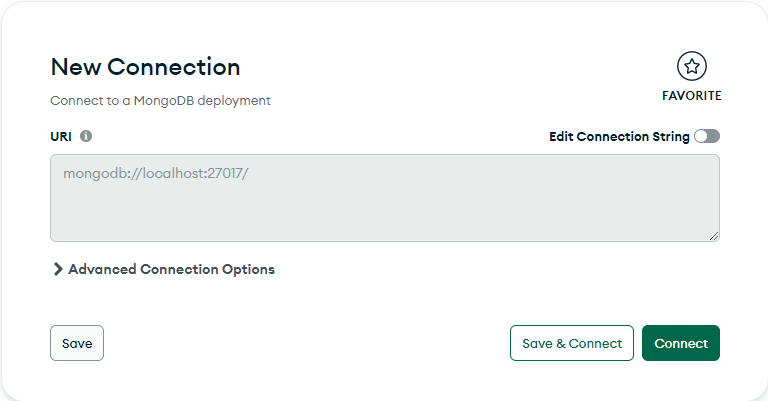 New Connection
FAVORITE
Connect to a MongoDB deployment
URI
Edit Connection String
mongodb://localhost:27017/
Advanced Connection Options
Save
Save & Connect
Connect